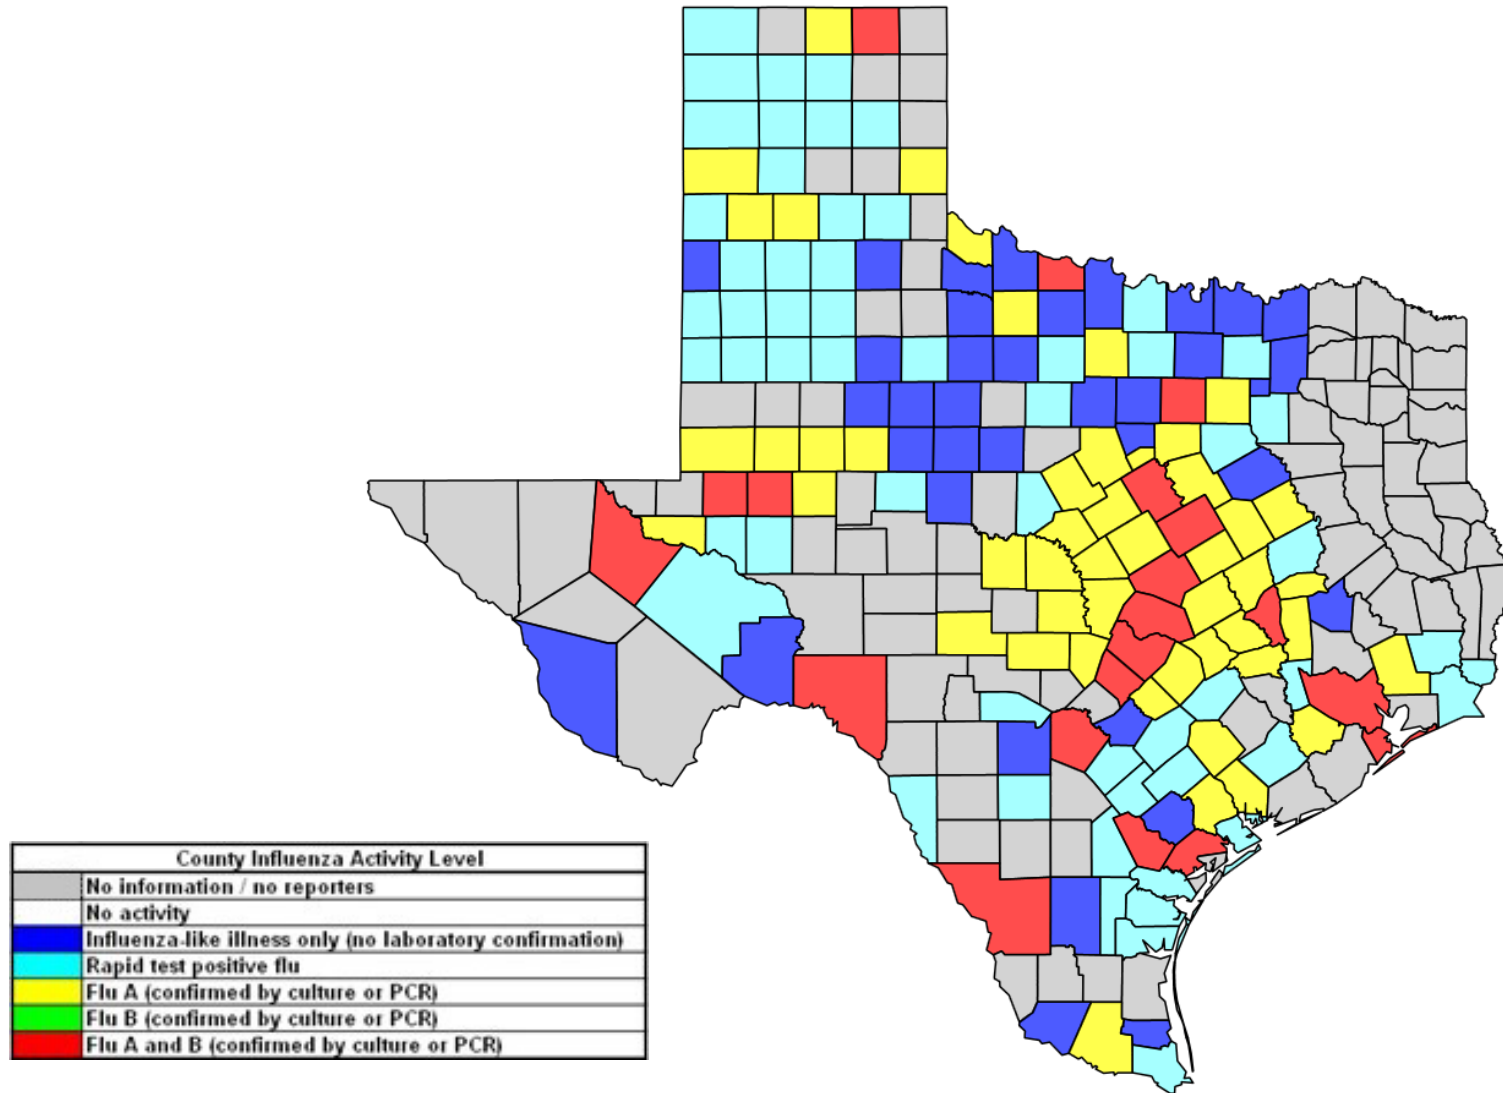 County Influenza Activity Level
No information / no reporters
No activity
Influenza-like illness only (no laboratory confirmation)
Rapid test positive flu
Flu A (confirmed by culture or PCR)
Flu B (confirmed by culture or PCR)
Flu A and B (confirmed by culture or PCR)